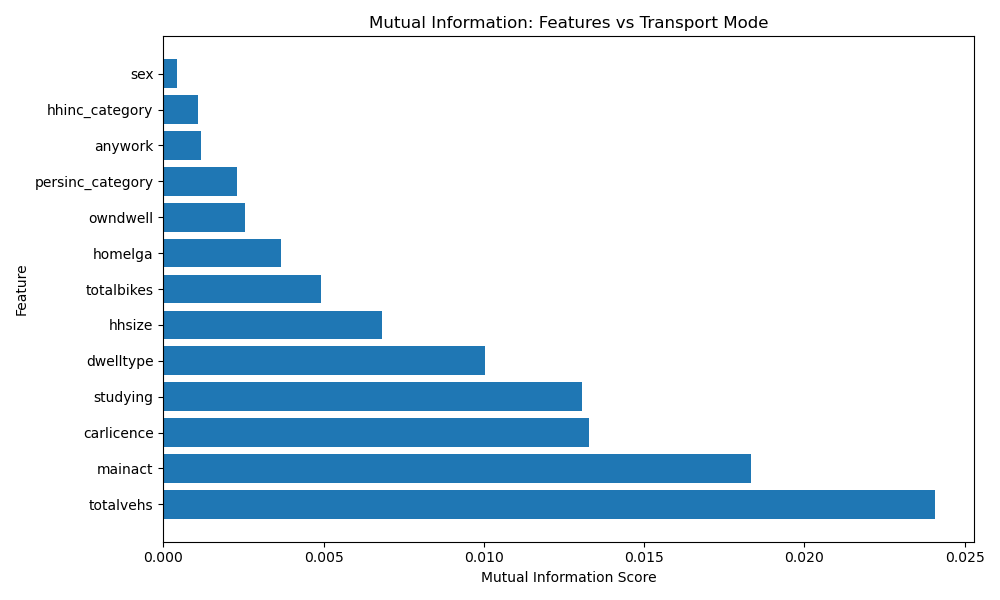 Mutual Information: Features vs Transport Mode
sex
hhinc_category
anywork
persinc_category
owndwell
homelga
totalbikes
hhsize
dwelltype
studying
carlicence
mainact
totalvehs
Feature
0.000 0.005 0.010 0.015 0.020 0.025
Mutual Information Score